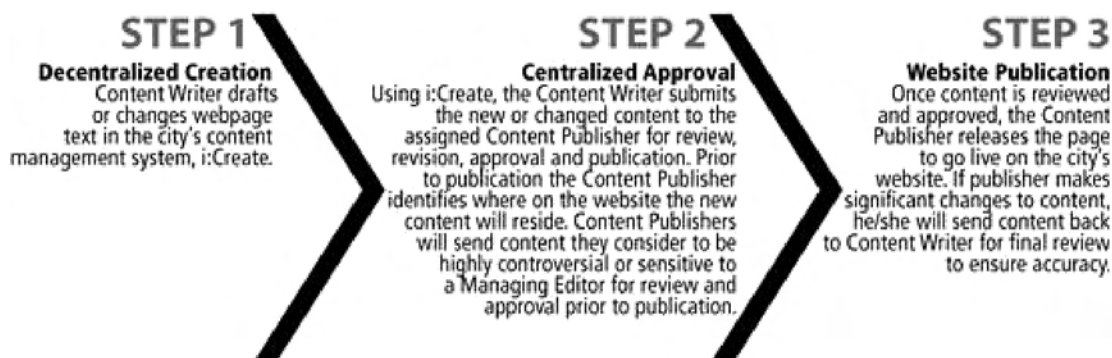 STEP 1
Decentralized Creation
Content Writer drafts
or changes webpage
text in the city's content
management system, i:Create.
STEP 2
Centralized Approval
Using i:Create, the Content Writer submits
the new or changed content to the
assigned Content Publisher for review,
revision, approval and publication. Prior
to publication the Content Publisher
identifies where on the website the new
content will reside. Content Publishers
will send content they consider to be
highly controversial or sensitive to
a Managing Editor for review and
approval prior to publication.
STEP 3
Website Publication
Once content is reviewed
and approved, the Content
Publisher releases the page
to go live on the city's
website. If publisher makes
significant changes to content,
he/she will send content back
to Content Writer for final review
to ensure accuracy.